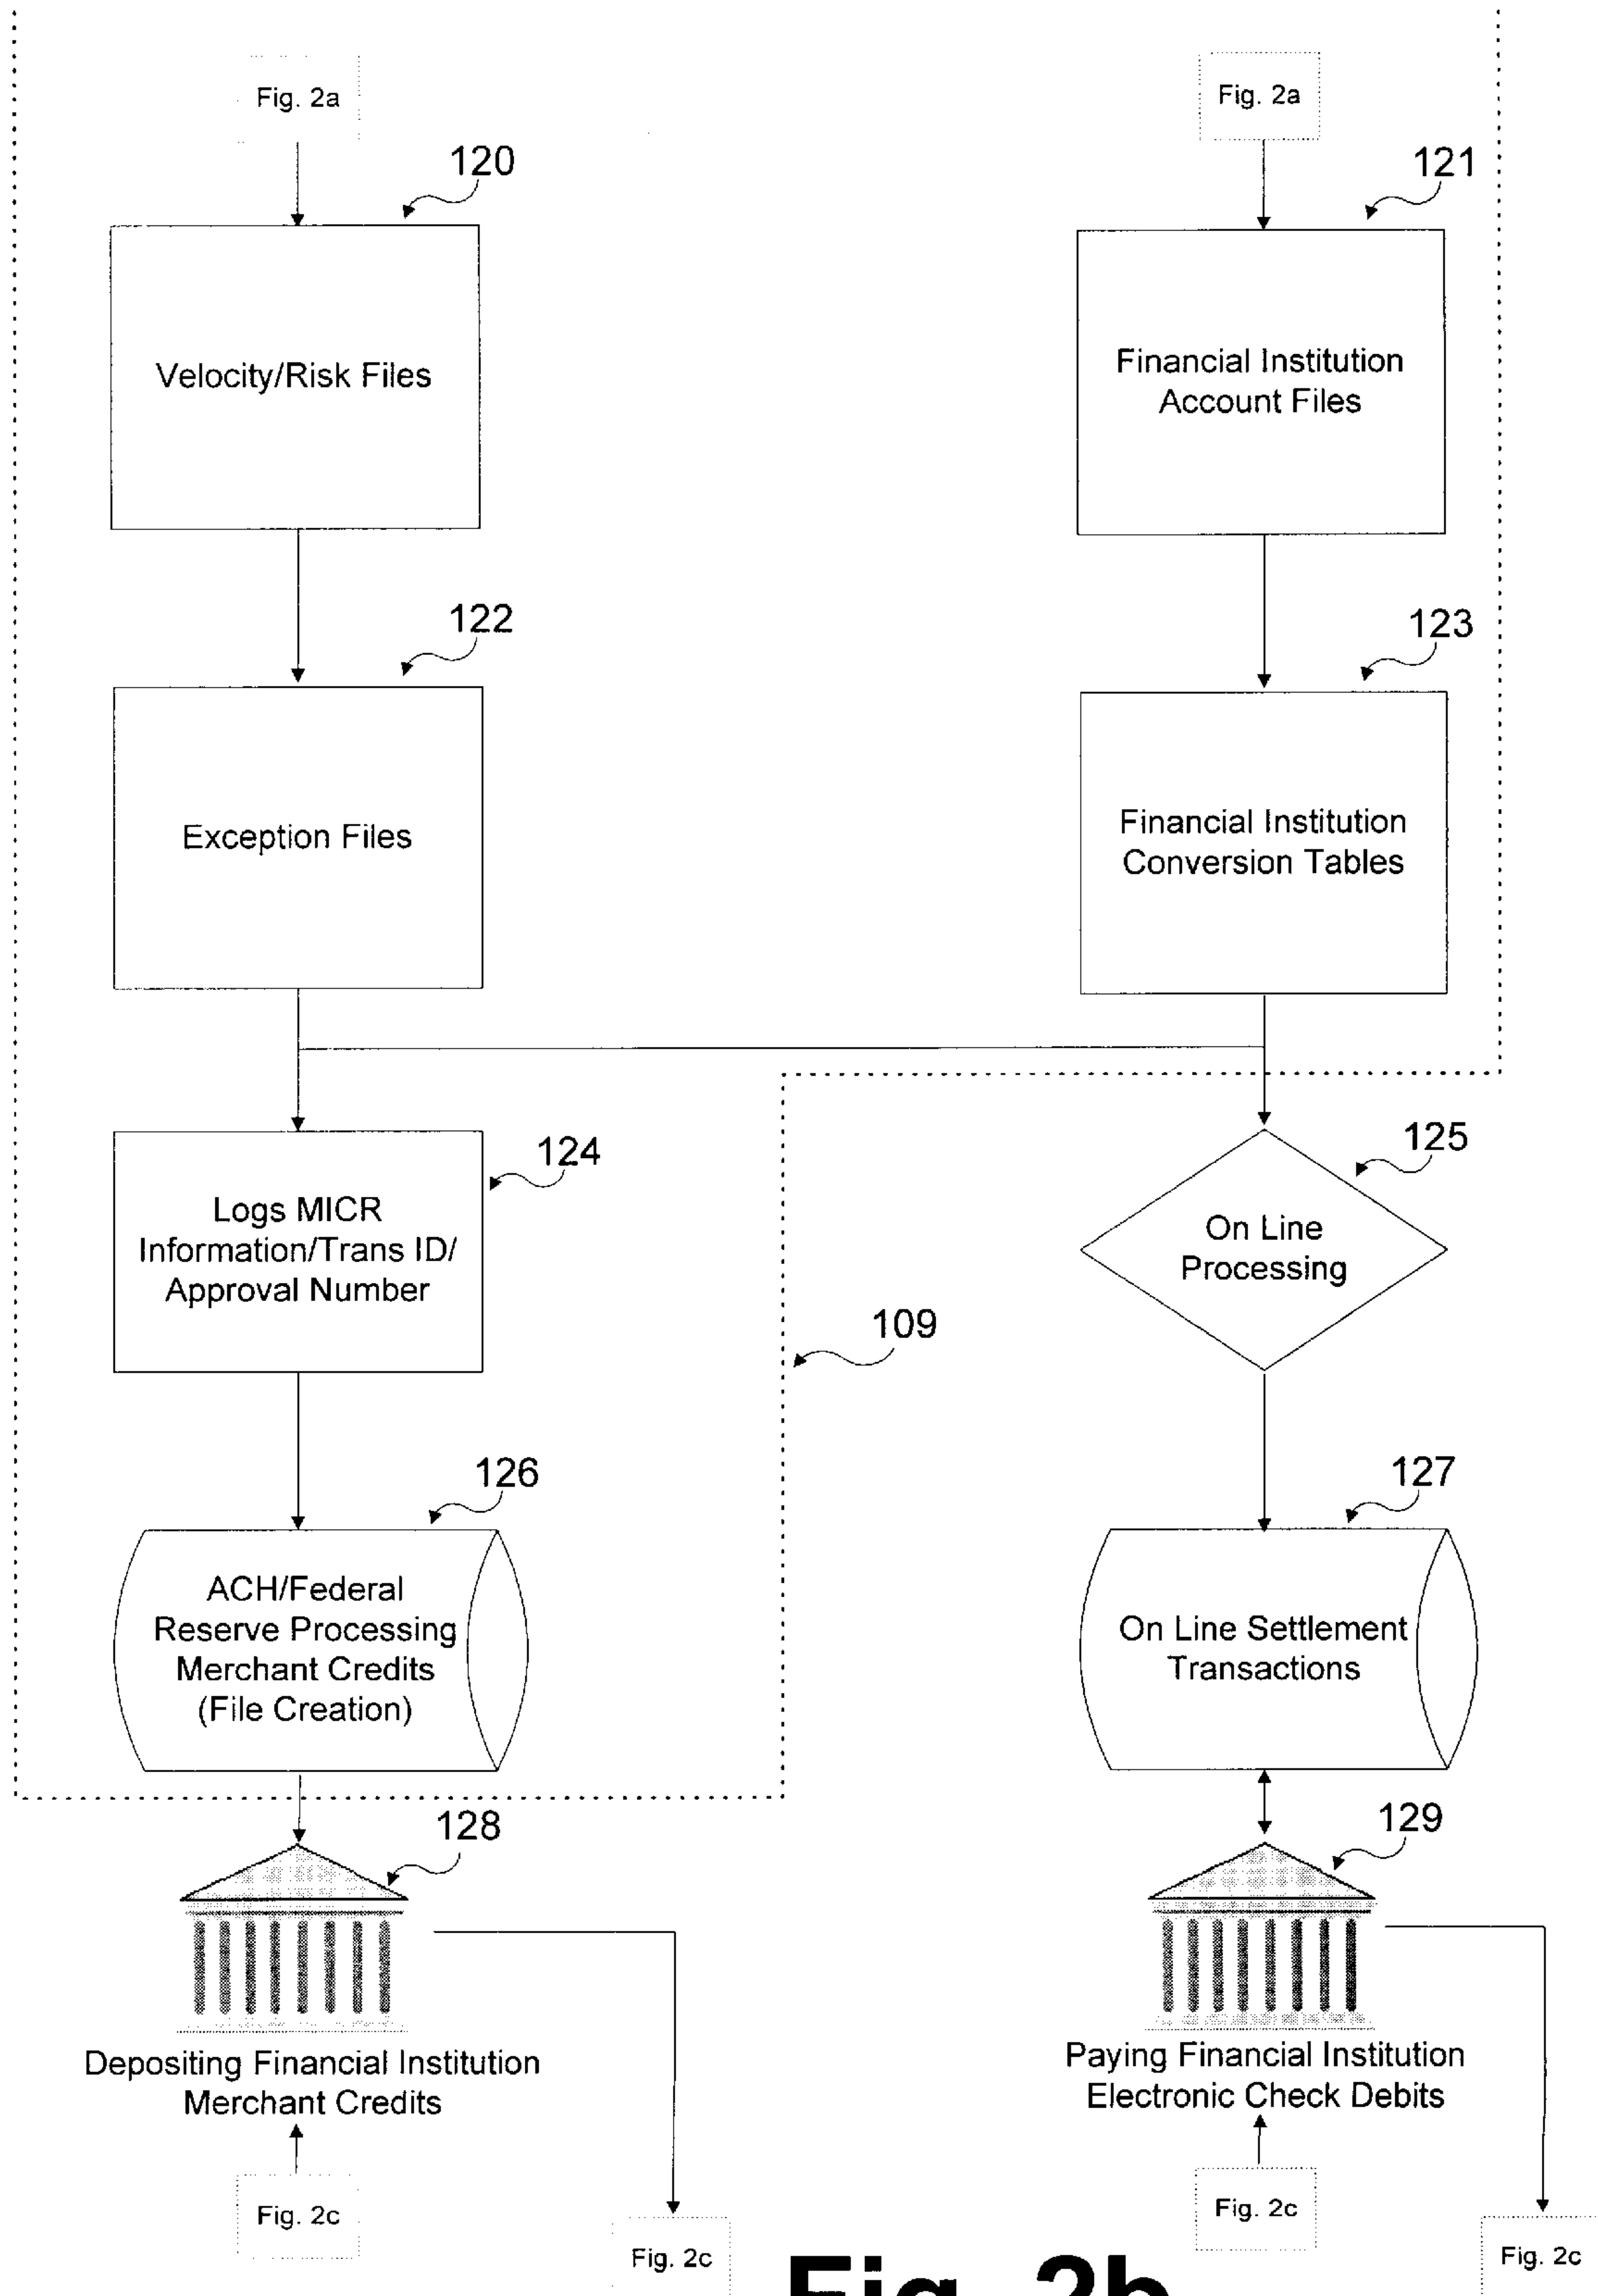 Fig. 2a
Fig. 2a
120
121
Velocity/Risk Files
Financial Institution
Account Files
122
123
Exception Files
Financial Institution
Conversion Tables
124
125
Logs MICR
Information/Trans ID/
Approval Number
On Line
Processing
109
126
127
ACH/Federal
Reserve Processing
Merchant Credits
(File Creation)
On Line Settlement
Transactions
128
129
Depositing Financial Institution
Merchant Credits
Paying Financial Institution
Electronic Check Debits
Fig. 2c
Fig. 2c
Fig. 2c
Fig. 2c
Fig. 2b